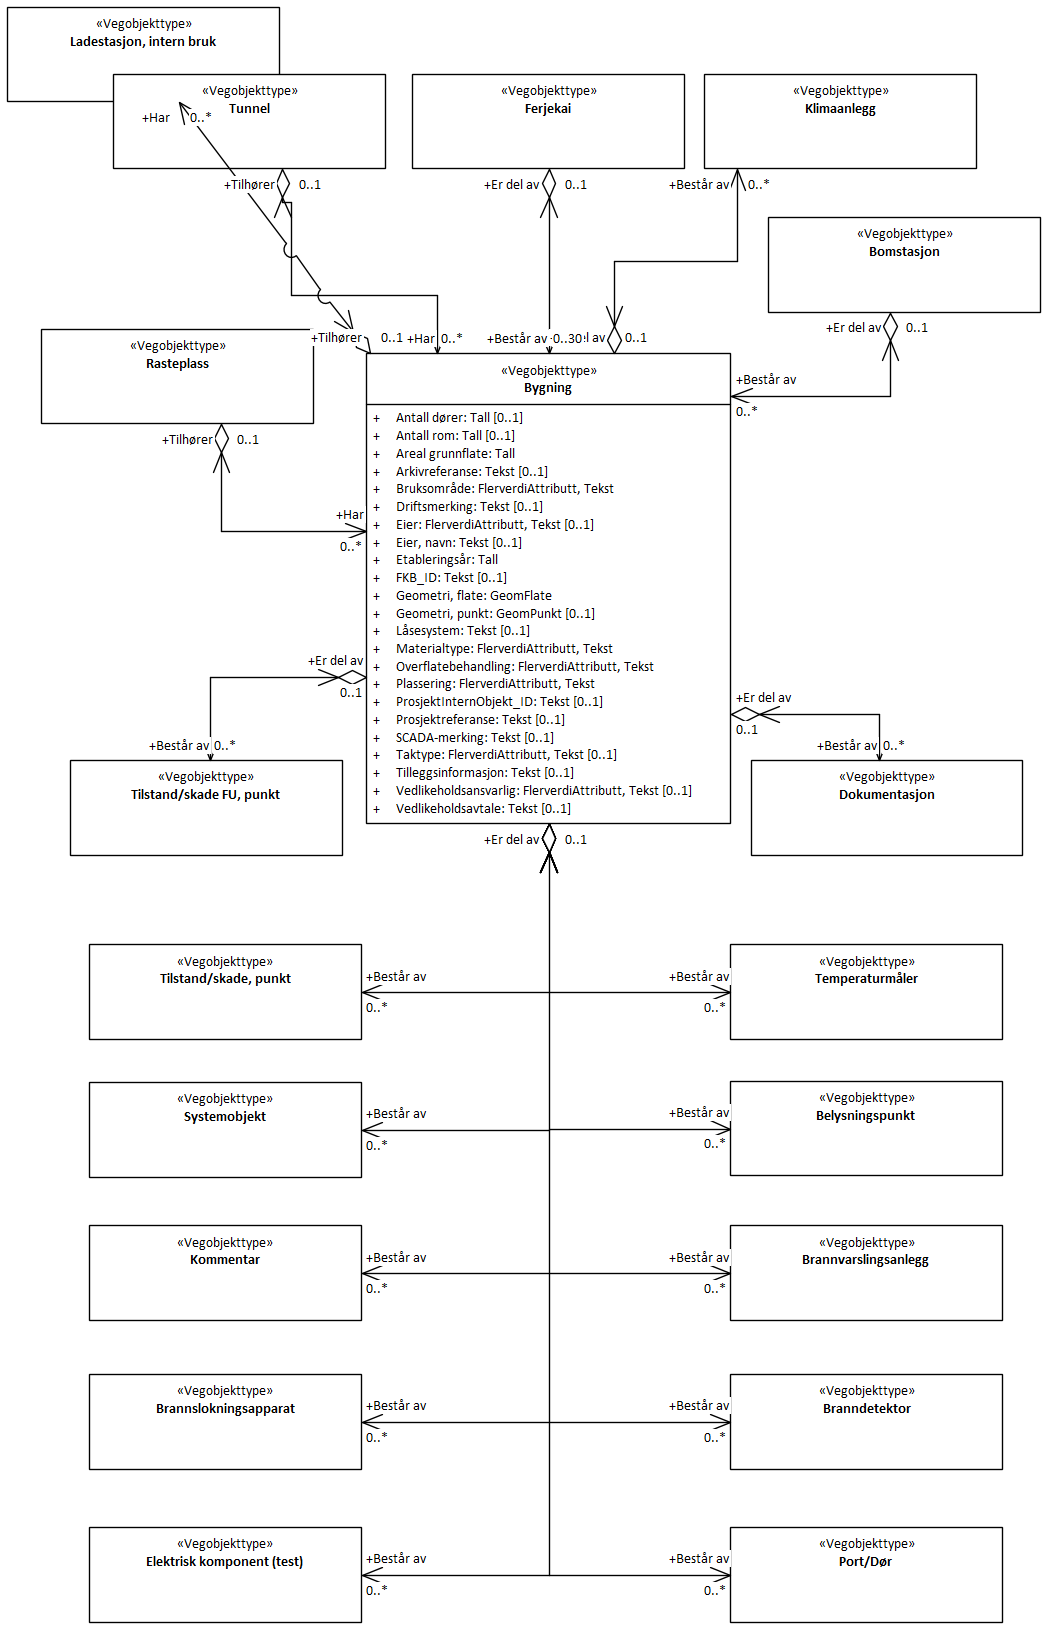 «Vegobjekttype»
Ladestasjon, intern bruk
«Vegobjekttype»
Tunnel
+Har 0..*
+Tilhører 0..1
«Vegobjekttype»
Ferjekai
+Er del av 0..1
«Vegobjekttype»
Klimaanlegg
+Består av 0..*
«Vegobjekttype»
Bomstasjon
+Er del av 0..1
«Vegobjekttype»
Rasteplass
+Tilhører 0..1
+Tilhører 0..1
+Har 0..*
+Består av 0..30
l av 0..1
+Består av
0..*
+Har
0..*
«Vegobjekttype»
Bygning
+ Antall dører: Tall [0..1]
+ Antall rom: Tall [0..1]
+ Areal grunnflate: Tall
+ Arkivreferanse: Tekst [0..1]
+ Bruksområde: FlerverdiAttributt, Tekst
+ Driftsmerking: Tekst [0..1]
+ Eier: FlerverdiAttributt, Tekst [0..1]
+ Eier, navn: Tekst [0..1]
+ Etableringsår: Tall
+ FKB_ID: Tekst [0..1]
+ Geometri, flate: GeomFlate
+ Geometri, punkt: GeomPunkt [0..1]
+ Låsesystem: Tekst [0..1]
+ Materialtype: FlerverdiAttributt, Tekst
+ Overflatebehandling: FlerverdiAttributt, Tekst
+ Plassering: FlerverdiAttributt, Tekst
+ ProsjektInternObjekt_ID: Tekst [0..1]
+ Prosjektreferanse: Tekst [0..1]
+ SCADA-merking: Tekst [0..1]
+ Taktype: FlerverdiAttributt, Tekst [0..1]
+ Tilleggsinformasjon: Tekst [0..1]
+ Vedlikeholdsansvarlig: FlerverdiAttributt, Tekst [0..1]
+ Vedlikeholdsavtale: Tekst [0..1]
+Er del av
0..1
+Består av 0..*
«Vegobjekttype»
Tilstand/skade FU, punkt
+Er del av
0..1
+Består av 0..*
«Vegobjekttype»
Dokumentasjon
+Er del av 0..1
«Vegobjekttype»
Tilstand/skade, punkt
+Består av
0..*
«Vegobjekttype»
Temperaturmåler
+Består av
0..*
«Vegobjekttype»
Systemobjekt
+Består av
0..*
«Vegobjekttype»
Belysningspunkt
+Består av
0..*
«Vegobjekttype»
Kommentar
+Består av
0..*
«Vegobjekttype»
Brannvarslingsanlegg
+Består av
0..*
«Vegobjekttype»
Brannslokningsapparat
+Består av
0..*
«Vegobjekttype»
Branndetektor
+Består av
0..*
«Vegobjekttype»
Elektrisk komponent (test)
+Består av
0..*
«Vegobjekttype»
Port/Dør
+Består av
0..*